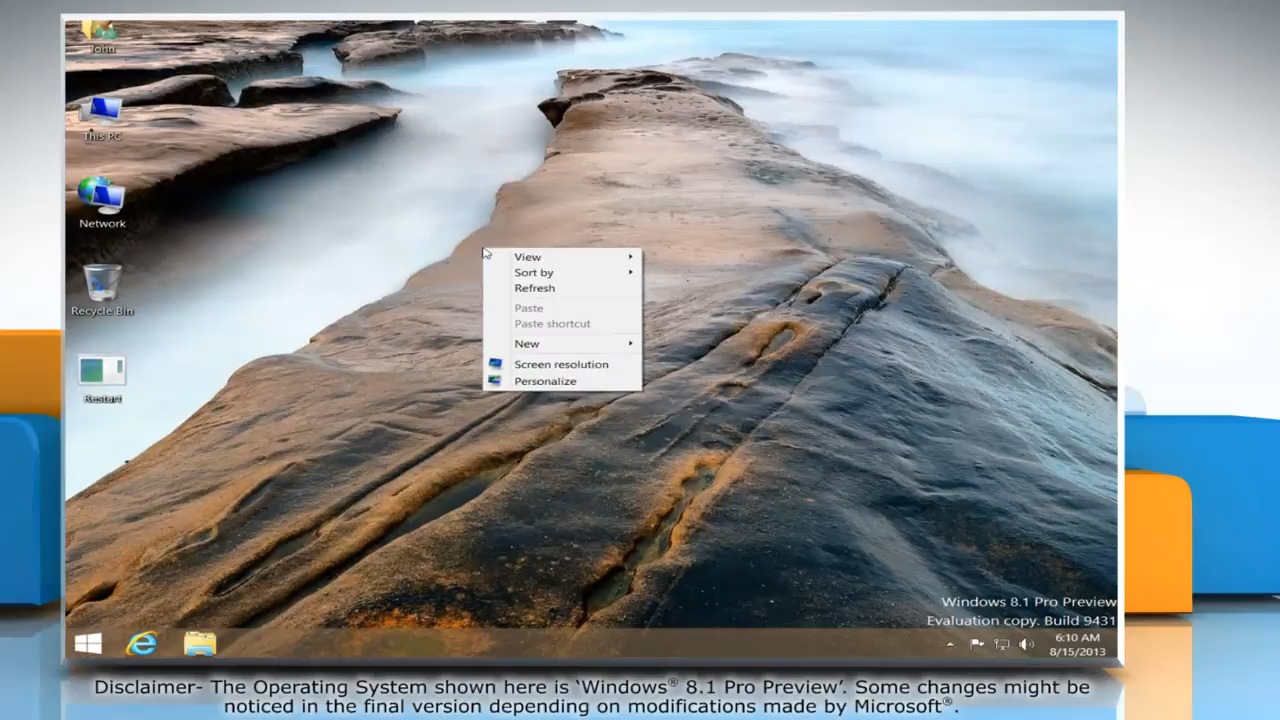 John
This PC
Network
Recycle Bin
Restart
View
Sort by
Refresh
Paste
Paste shortcut
New
Screen resolution
Personalize
Windows 8.1 Pro Preview
Evaluation copy. Build 9431
6:10 AM
8/15/2013
Disclaimer- The Operating System shown here is ‘Windows® 8.1 Pro Preview’. Some changes might be
noticed in the final version depending on modifications made by Microsoft®.